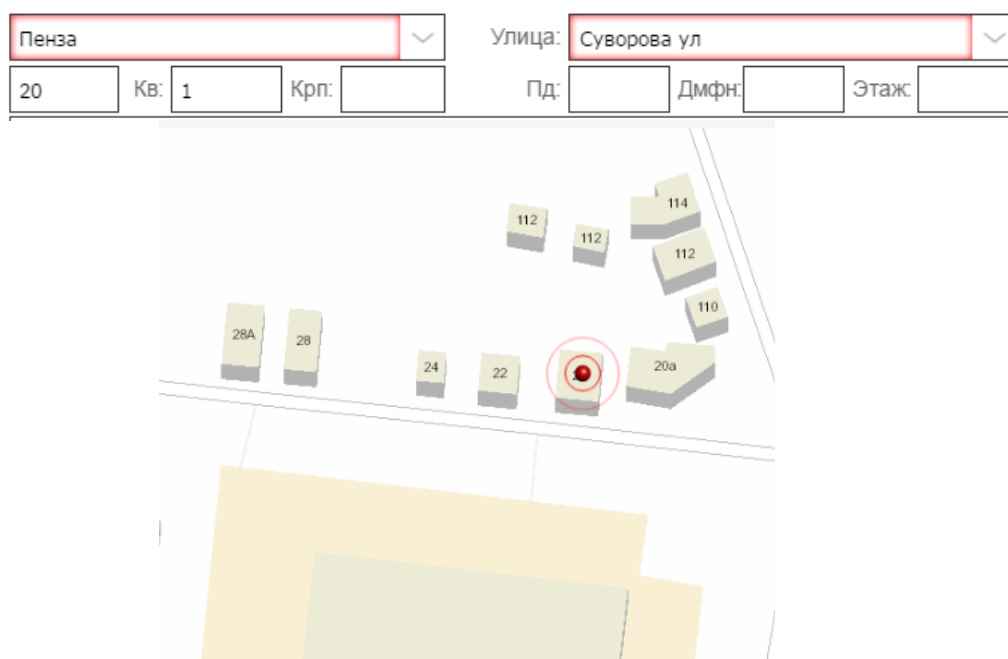 Пенза Улица: Суворова ул
20 Кв: 1 Крп: Пд: Дмфн: Этаж:
114
112 112
112
110
28А 28
24 22 20а